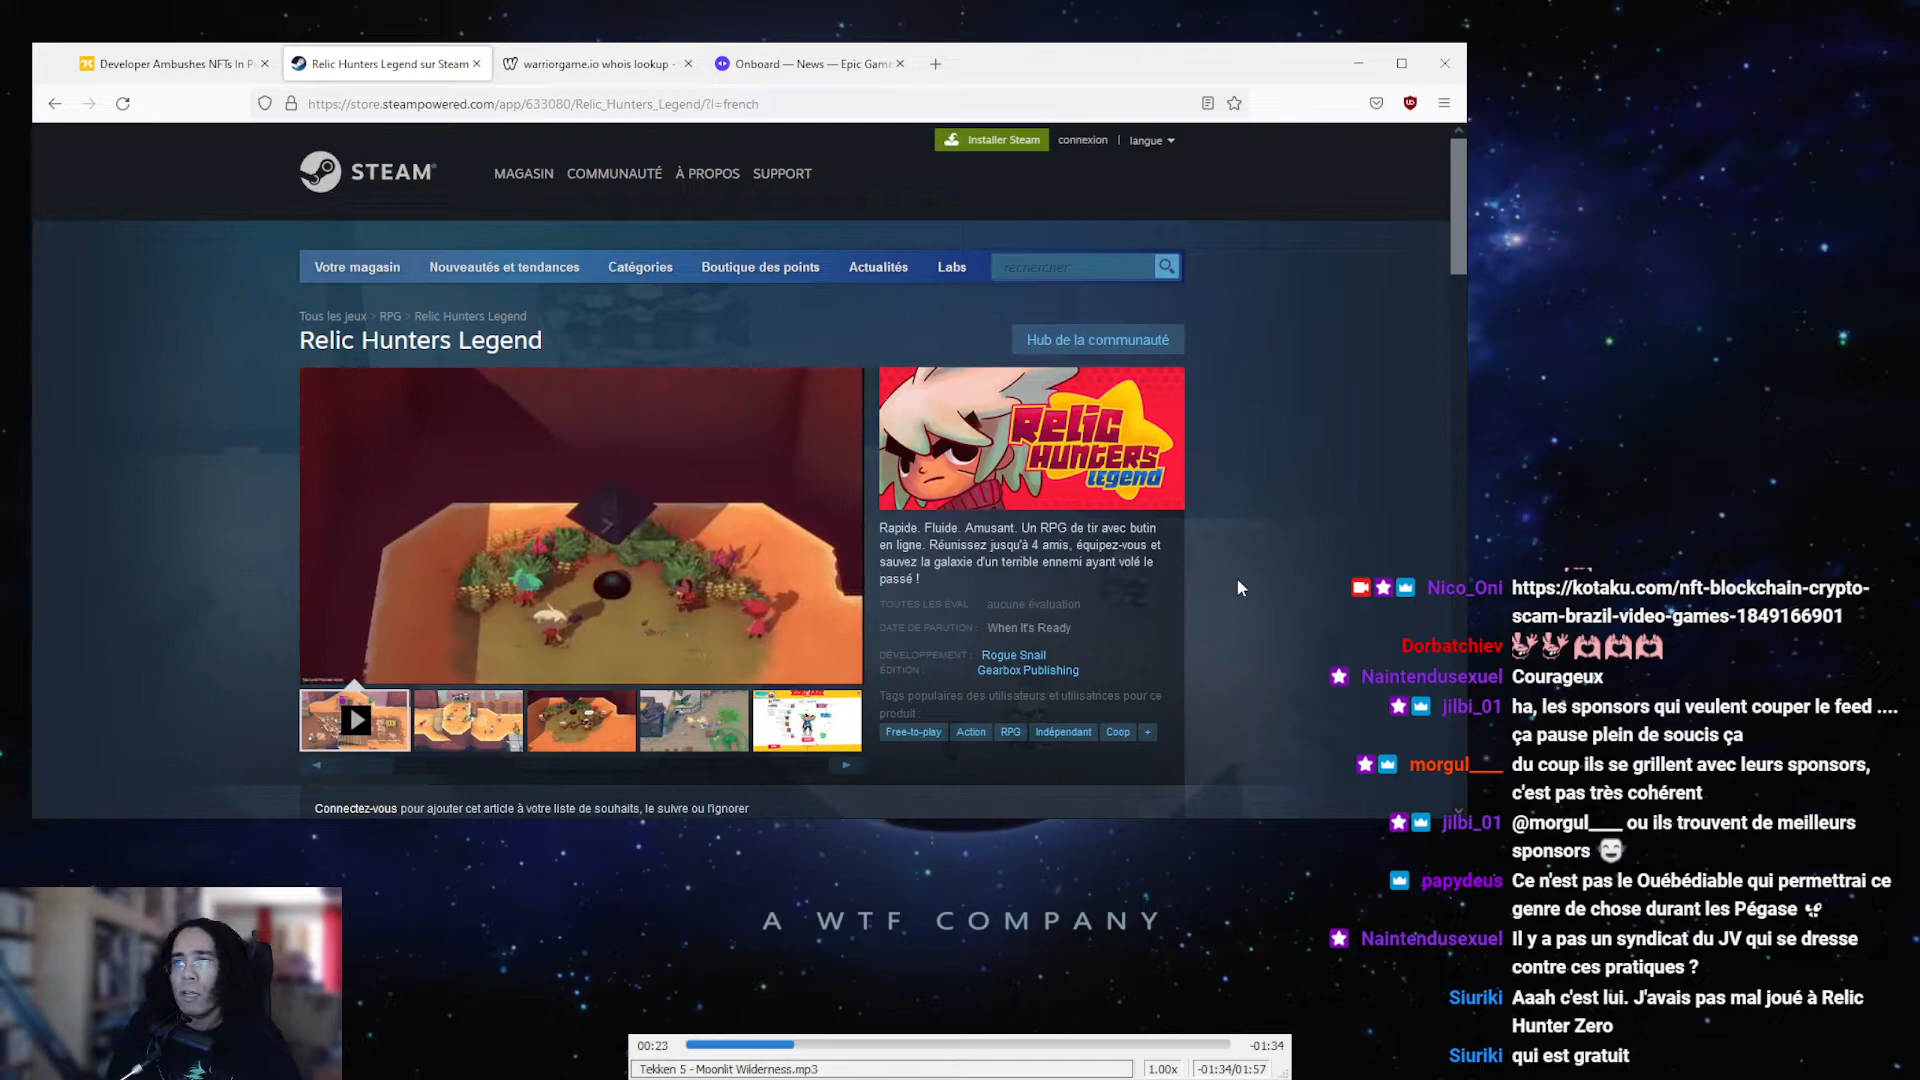 Developer Ambushes NFTs In P
Relic Hunters Legend sur Steam
warriorgame.io whois lookup -
Onboard — News — Epic Game
https://store.steampowered.com/app/633080/Relic_Hunters_Legend/?l=french
Installer Steam
connexion | langue
STEAM
MAGASIN COMMUNAUTÉ À PROPOS SUPPORT
Votre magasin Nouveautés et tendances Catégories Boutique des points Actualités Labs rechercher
Tous les jeux > RPG > Relic Hunters Legend
Relic Hunters Legend
Hub de la communauté
RELIC
HUNTERS
LEGEND
Rapide. Fluide. Amusant. Un RPG de tir avec butin
en ligne. Réunissez jusqu'à 4 amis, équipez-vous et
sauvez la galaxie d'un terrible ennemi ayant volé le
passé !
TOUTES LES ÉVAL. : aucune évaluation
DATE DE PARUTION : When It's Ready
DÉVELOPPEMENT : Rogue Snail
ÉDITION : Gearbox Publishing
Tags populaires des utilisateurs et utilisatrices pour ce
produit :
Free-to-play Action RPG Indépendant Coop +
Connectez-vous pour ajouter cet article à votre liste de souhaits, le suivre ou l'ignorer
Nico_Oni https://kotaku.com/nft-blockchain-crypto-
scam-brazil-video-games-1849166901
Dorbatchiev
Naintendusexuel Courageux
jilbi_01 ha, les sponsors qui veulent couper le feed ....
ça pause plein de soucis ça
morgul____ du coup ils se grillent avec leurs sponsors,
c'est pas très cohérent
jilbi_01 @morgul____ ou ils trouvent de meilleurs
sponsors
papydeus Ce n'est pas le Ouébédiable qui permettrai ce
genre de chose durant les Pégase
Naintendusexuel Il y a pas un syndicat du JV qui se dresse
contre ces pratiques ?
Siuriki Aaah c'est lui. J'avais pas mal joué à Relic
Hunter Zero
Siuriki qui est gratuit
A WTF COMPANY
00:23 -01:34
Tekken 5 - Moonlit Wilderness.mp3 1.00x -01:34/01:57